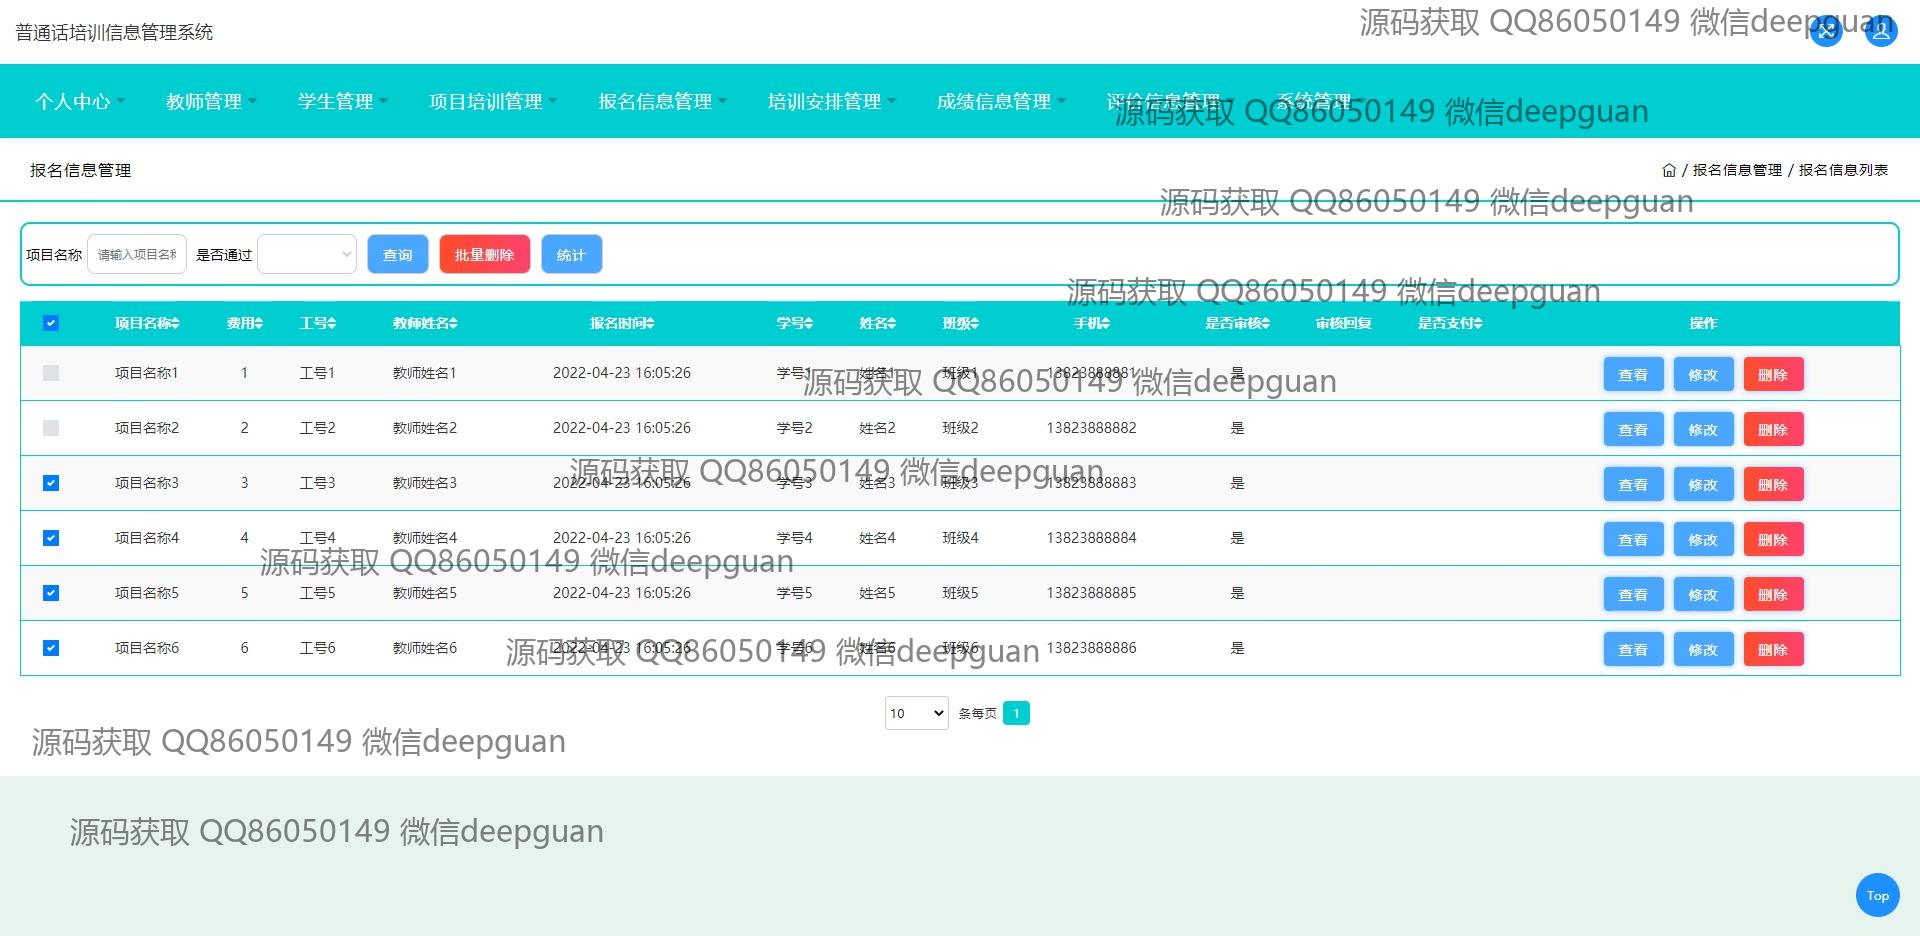 普通话培训信息管理系统
源码获取 QQ86050149 微信deepguan
个人中心 教师管理 学生管理 项目培训管理 报名信息管理 培训安排管理 成绩信息管理 评价信息管理 系统管理
源码获取 QQ86050149 微信deepguan
报名信息管理
/ 报名信息管理 / 报名信息列表
源码获取 QQ86050149 微信deepguan
项目名称 请输入项目名称 是否通过 查询 批量删除 统计
源码获取 QQ86050149 微信deepguan
项目名称 费用 工号 教师姓名 报名时间 学号 姓名 班级 手机 是否审核 审核回复 是否支付 操作
项目名称1 1 工号1 教师姓名1 2022-04-23 16:05:26 学号1 姓名1 班级1 13823888881 是 查看 修改 删除
源码获取 QQ86050149 微信deepguan
项目名称2 2 工号2 教师姓名2 2022-04-23 16:05:26 学号2 姓名2 班级2 13823888882 是 查看 修改 删除
源码获取 QQ86050149 微信deepguan
项目名称3 3 工号3 教师姓名3 2022-04-23 16:05:26 学号3 姓名3 班级3 13823888883 是 查看 修改 删除
项目名称4 4 工号4 教师姓名4 2022-04-23 16:05:26 学号4 姓名4 班级4 13823888884 是 查看 修改 删除
源码获取 QQ86050149 微信deepguan
项目名称5 5 工号5 教师姓名5 2022-04-23 16:05:26 学号5 姓名5 班级5 13823888885 是 查看 修改 删除
项目名称6 6 工号6 教师姓名6 2022-04-23 16:05:26 学号6 姓名6 班级6 13823888886 是 查看 修改 删除
源码获取 QQ86050149 微信deepguan
10 条每页 1
源码获取 QQ86050149 微信deepguan
源码获取 QQ86050149 微信deepguan
Top